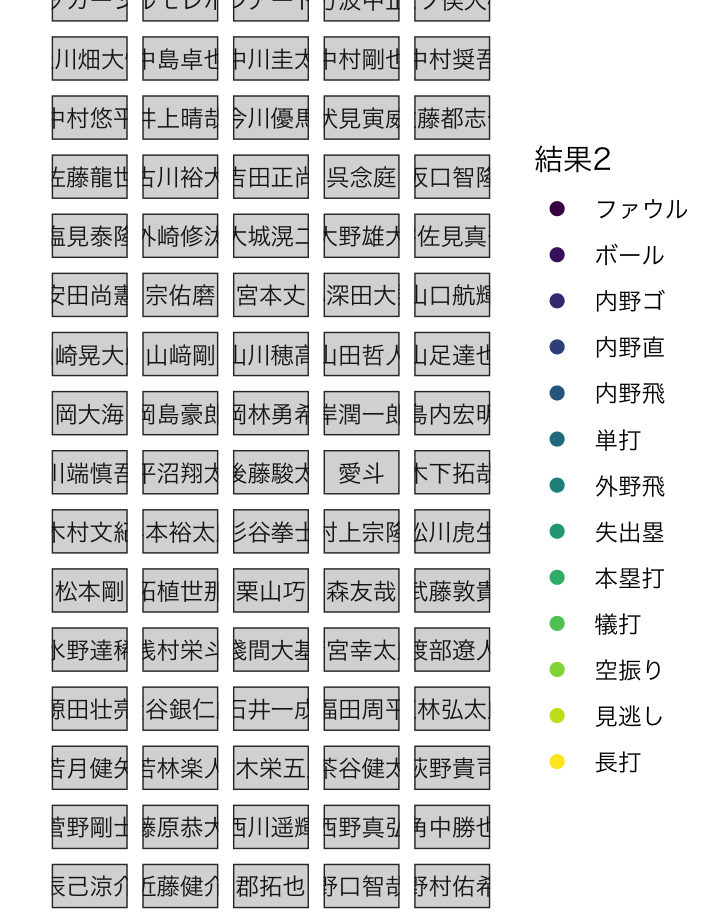 川畑大 中島卓也 中川圭太 中村剛也 中村奨吾
中村悠平 井上晴哉 今川優馬 伏見寅威 藤都志
佐藤龍世 古川裕大 吉田正尚 呉念庭 坂口智隆
塩見泰隆 外崎修汰 大城滉二 大野雄大 佐見真
安田尚憲 宗佑磨 宮本丈 深田大 山口航輝
崎晃大 山﨑剛 山川穂高 山田哲人 山足達也
岡大海 岡島豪郎 岡林勇希 岸潤一郎 島内宏明
川端慎吾 平沼翔太 後藤駿太 愛斗 木下拓哉
木村文紀 本裕太 杉谷拳士 村上宗隆 松川虎生
松本剛 柘植世那 栗山巧 森友哉 武藤敦貴
水野達稀 浅村栄斗 淺間大基 宮幸太 渡部遼人
源田壮亮 谷銀仁 石井一成 福田周平 林弘太
若月健矢 若林楽人 木栄五 茶谷健太 荻野貴司
菅野剛士 藤原恭大 西川遥輝 西野真弘 角中勝也
辰己涼介 近藤健介 郡拓也 野口智哉 野村佑希
結果2
ファウル
ボール
内野ゴ
内野直
内野飛
単打
外野飛
失出塁
本塁打
犠打
空振り
見逃し
長打